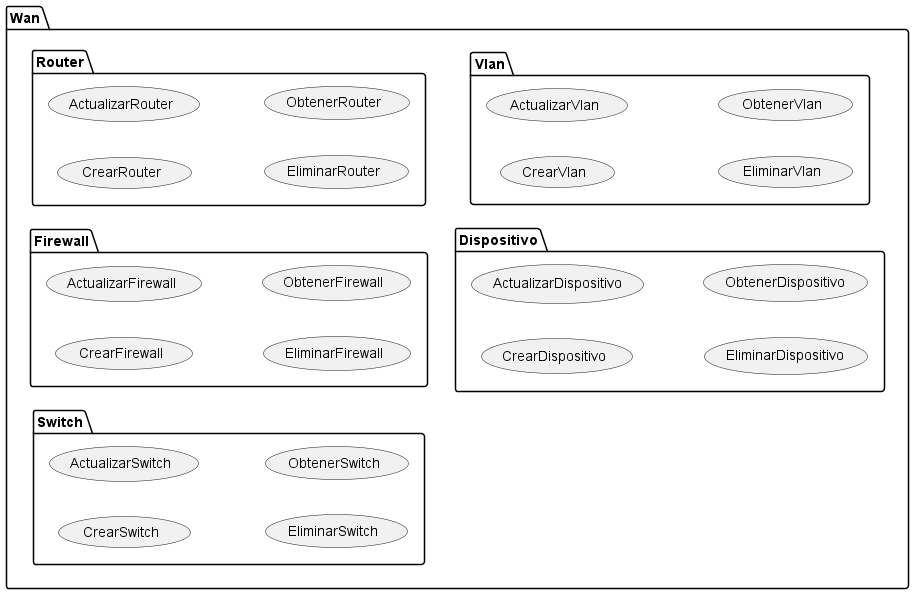 Wan
Router
ActualizarRouter
ObtenerRouter
CrearRouter
EliminarRouter
Vlan
ActualizarVlan
ObtenerVlan
CrearVlan
EliminarVlan
Firewall
ActualizarFirewall
ObtenerFirewall
CrearFirewall
EliminarFirewall
Dispositivo
ActualizarDispositivo
ObtenerDispositivo
CrearDispositivo
EliminarDispositivo
Switch
ActualizarSwitch
ObtenerSwitch
CrearSwitch
EliminarSwitch